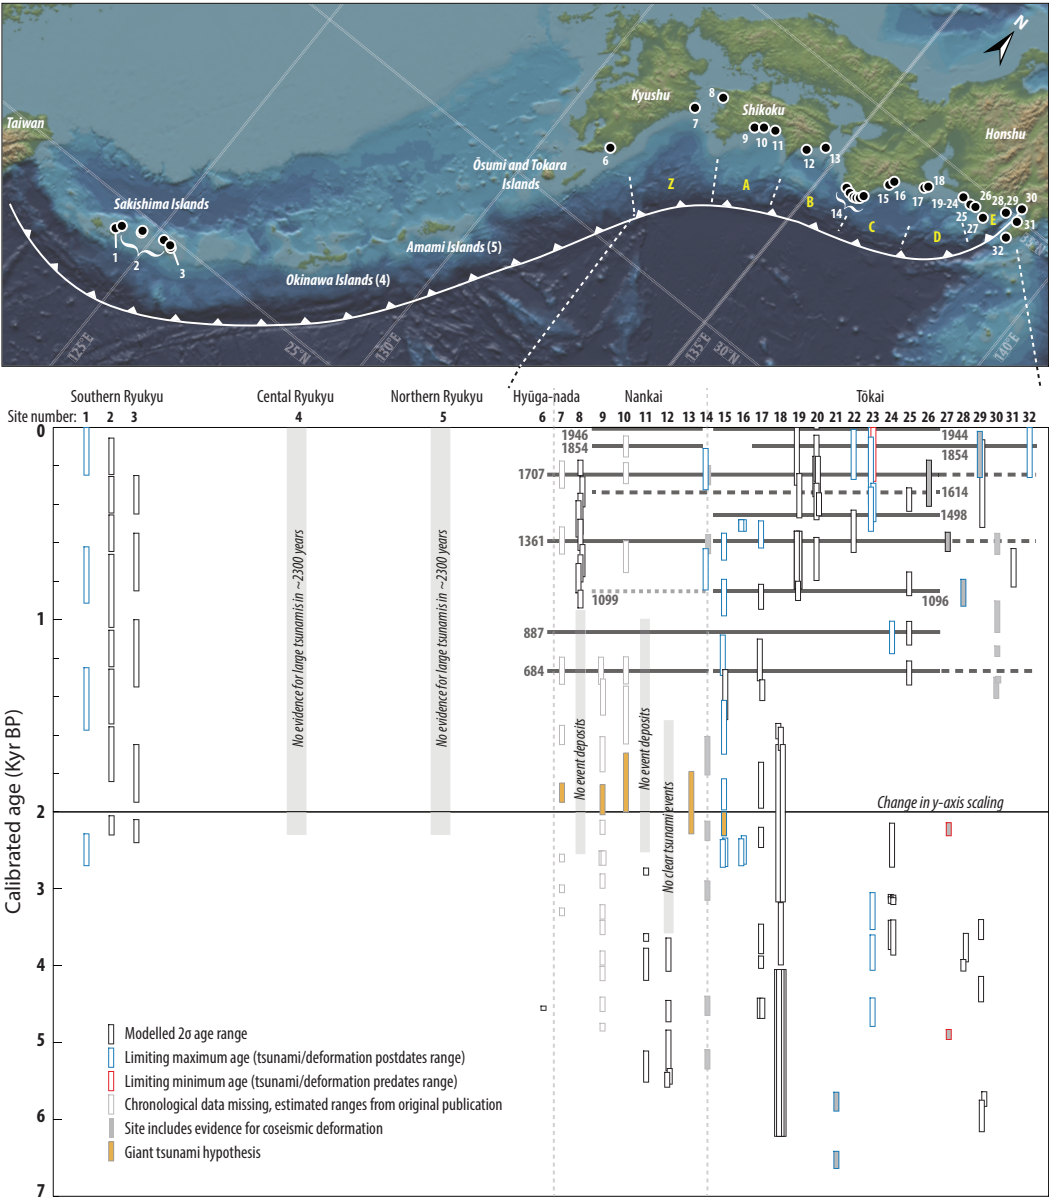 N
Taiwan
Kyushu
Shikoku
Honshu
Ōsumi and Tokara
Islands
Sakishima Islands
Amami Islands (5)
Okinawa Islands (4)
1
2
3
6
7
8
9
10
11
12
13
14
15
16
17
18
19-24
25
26
27
28
29
30
31
32
Z
A
B
C
D
E
125°E
25°N
130°E
135°E
30°N
140°E
35°N
Southern Ryukyu Cental Ryukyu Northern Ryukyu Hyūga-nada Nankai Tōkai
Site number: 1 2 3 4 5 6 7 8 9 10 11 12 13 14 15 16 17 18 19 20 21 22 23 24 25 26 27 28 29 30 31 32
Calibrated age (Kyr BP)
0
1
2
3
4
5
6
7
1946 1944
1854 1854
1707
1614
1498
1361
1099 1096
887
684
No evidence for large tsunamis in ~2300 years
No evidence for large tsunamis in ~2300 years
No event deposits
No event deposits
No clear tsunami events
Change in y-axis scaling
Modelled 2σ age range
Limiting maximum age (tsunami/deformation postdates range)
Limiting minimum age (tsunami/deformation predates range)
Chronological data missing, estimated ranges from original publication
Site includes evidence for coseismic deformation
Giant tsunami hypothesis